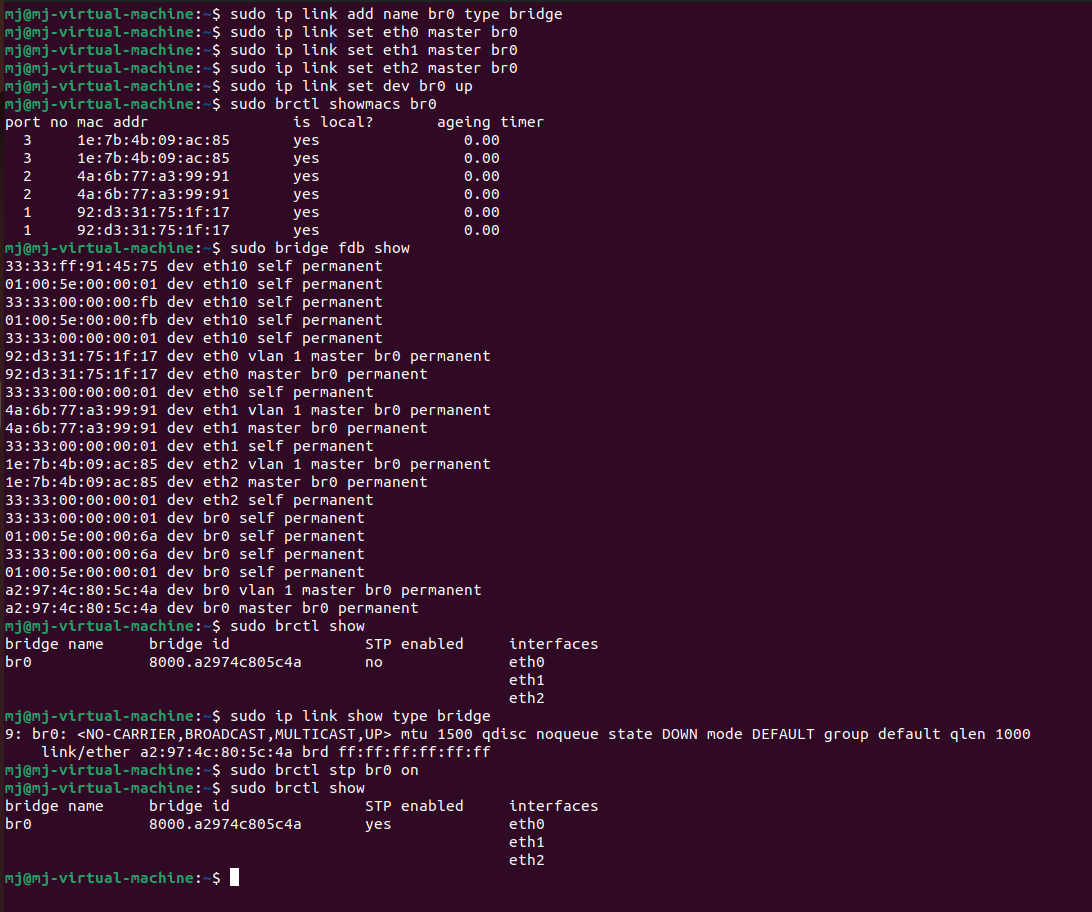 mj@mj-virtual-machine:~$ sudo ip link add name br0 type bridge
mj@mj-virtual-machine:~$ sudo ip link set eth0 master br0
mj@mj-virtual-machine:~$ sudo ip link set eth1 master br0
mj@mj-virtual-machine:~$ sudo ip link set eth2 master br0
mj@mj-virtual-machine:~$ sudo ip link set dev br0 up
mj@mj-virtual-machine:~$ sudo brctl showmacs br0
port no mac addr                is local?       ageing timer
  3     1e:7b:4b:09:ac:85       yes                0.00
  3     1e:7b:4b:09:ac:85       yes                0.00
  2     4a:6b:77:a3:99:91       yes                0.00
  2     4a:6b:77:a3:99:91       yes                0.00
  1     92:d3:31:75:1f:17       yes                0.00
  1     92:d3:31:75:1f:17       yes                0.00
mj@mj-virtual-machine:~$ sudo bridge fdb show
33:33:ff:91:45:75 dev eth10 self permanent
01:00:5e:00:00:01 dev eth10 self permanent
33:33:00:00:00:fb dev eth10 self permanent
01:00:5e:00:00:fb dev eth10 self permanent
33:33:00:00:00:01 dev eth10 self permanent
92:d3:31:75:1f:17 dev eth0 vlan 1 master br0 permanent
92:d3:31:75:1f:17 dev eth0 master br0 permanent
33:33:00:00:00:01 dev eth0 self permanent
4a:6b:77:a3:99:91 dev eth1 vlan 1 master br0 permanent
4a:6b:77:a3:99:91 dev eth1 master br0 permanent
33:33:00:00:00:01 dev eth1 self permanent
1e:7b:4b:09:ac:85 dev eth2 vlan 1 master br0 permanent
1e:7b:4b:09:ac:85 dev eth2 master br0 permanent
33:33:00:00:00:01 dev eth2 self permanent
33:33:00:00:00:01 dev br0 self permanent
01:00:5e:00:00:6a dev br0 self permanent
33:33:00:00:00:6a dev br0 self permanent
01:00:5e:00:00:01 dev br0 self permanent
a2:97:4c:80:5c:4a dev br0 vlan 1 master br0 permanent
a2:97:4c:80:5c:4a dev br0 master br0 permanent
mj@mj-virtual-machine:~$ sudo brctl show
bridge name     bridge id               STP enabled     interfaces
br0             8000.a2974c805c4a       no              eth0
                                                        eth1
                                                        eth2
mj@mj-virtual-machine:~$ sudo ip link show type bridge
9: br0: <NO-CARRIER,BROADCAST,MULTICAST,UP> mtu 1500 qdisc noqueue state DOWN mode DEFAULT group default qlen 1000
    link/ether a2:97:4c:80:5c:4a brd ff:ff:ff:ff:ff:ff
mj@mj-virtual-machine:~$ sudo brctl stp br0 on
mj@mj-virtual-machine:~$ sudo brctl show
bridge name     bridge id               STP enabled     interfaces
br0             8000.a2974c805c4a       yes             eth0
                                                        eth1
                                                        eth2
mj@mj-virtual-machine:~$